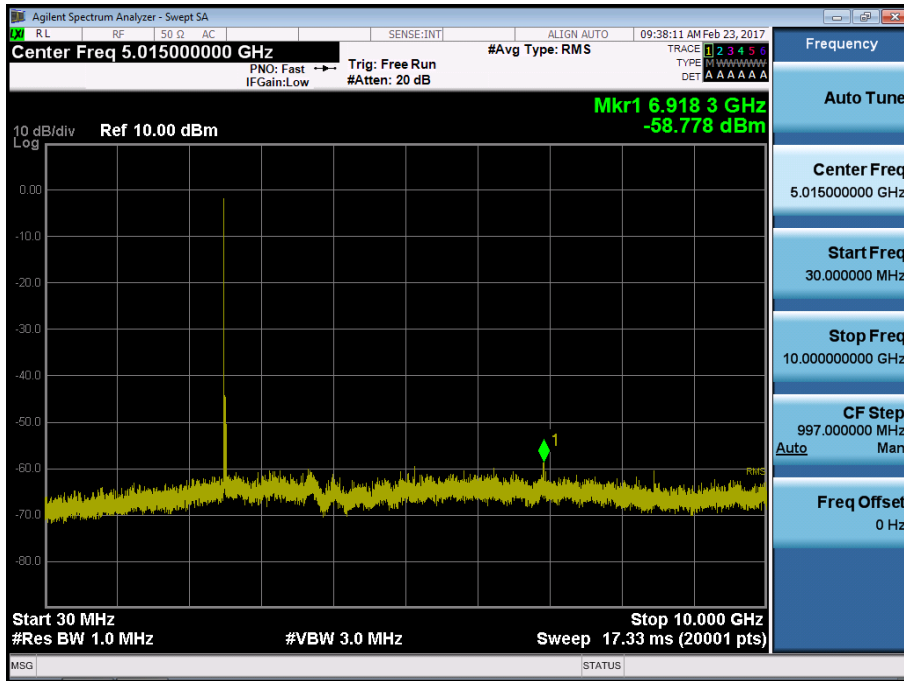 Agilent Spectrum Analyzer - Swept SA
LXI RL RF 50 Ω AC SENSE:INT ALIGN AUTO 09:38:11 AM Feb 23, 2017
Center Freq 5.015000000 GHz #Avg Type: RMS TRACE 1 2 3 4 5 6
PNO: Fast Trig: Free Run TYPE M WWWWW
IFGain:Low #Atten: 20 dB DET A A A A A A
Mkr1 6.918 3 GHz
-58.778 dBm
10 dB/div Ref 10.00 dBm
Log
0.00
-10.0
-20.0
-30.0
-40.0
-50.0
1
-60.0
RMS
-70.0
-80.0
Start 30 MHz Stop 10.000 GHz
#Res BW 1.0 MHz #VBW 3.0 MHz Sweep 17.33 ms (20001 pts)
MSG STATUS
Frequency
Auto Tune
Center Freq
5.015000000 GHz
Start Freq
30.000000 MHz
Stop Freq
10.000000000 GHz
CF Step
997.000000 MHz
Auto Man
Freq Offset
0 Hz